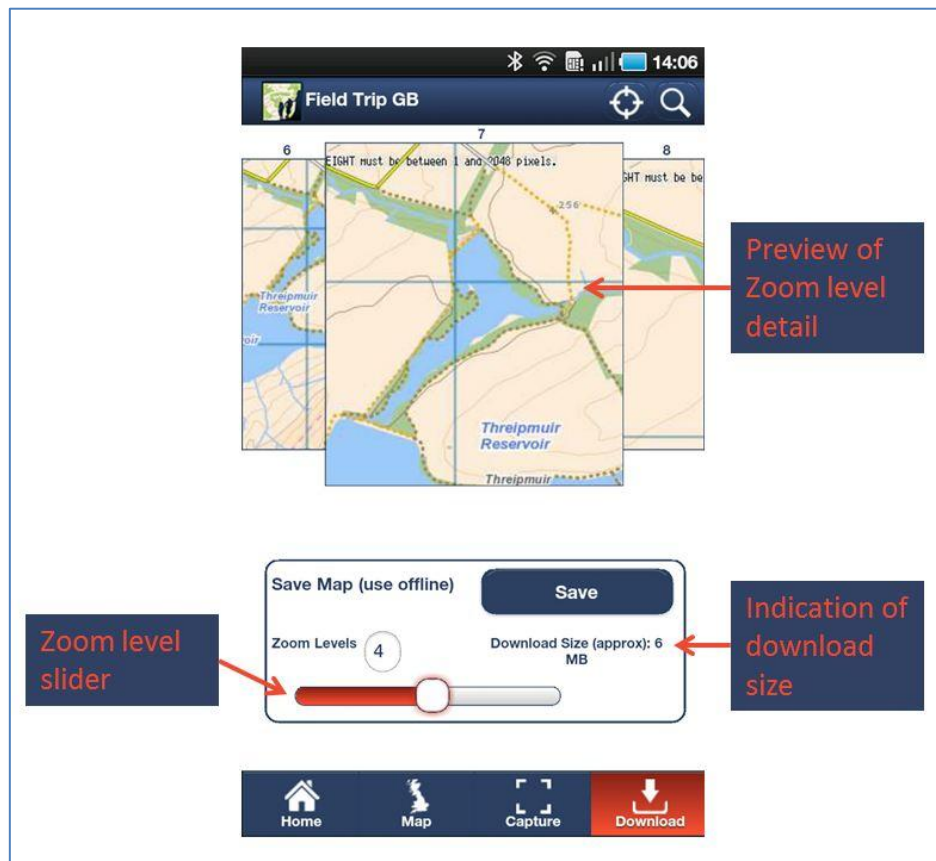 14:06
Field Trip GB
6
7
8
EIGHT must be between 1 and 2048 pixels.
GHT must be be
256
Threipmuir
Reservoir
oir
Threipmuir
Reservoir
Threipmuir
Preview of
Zoom level
detail
Save Map (use offline)
Save
Zoom Levels
4
Download Size (approx): 6
MB
Zoom level
slider
Indication of
download
size
Home
Map
Capture
Download